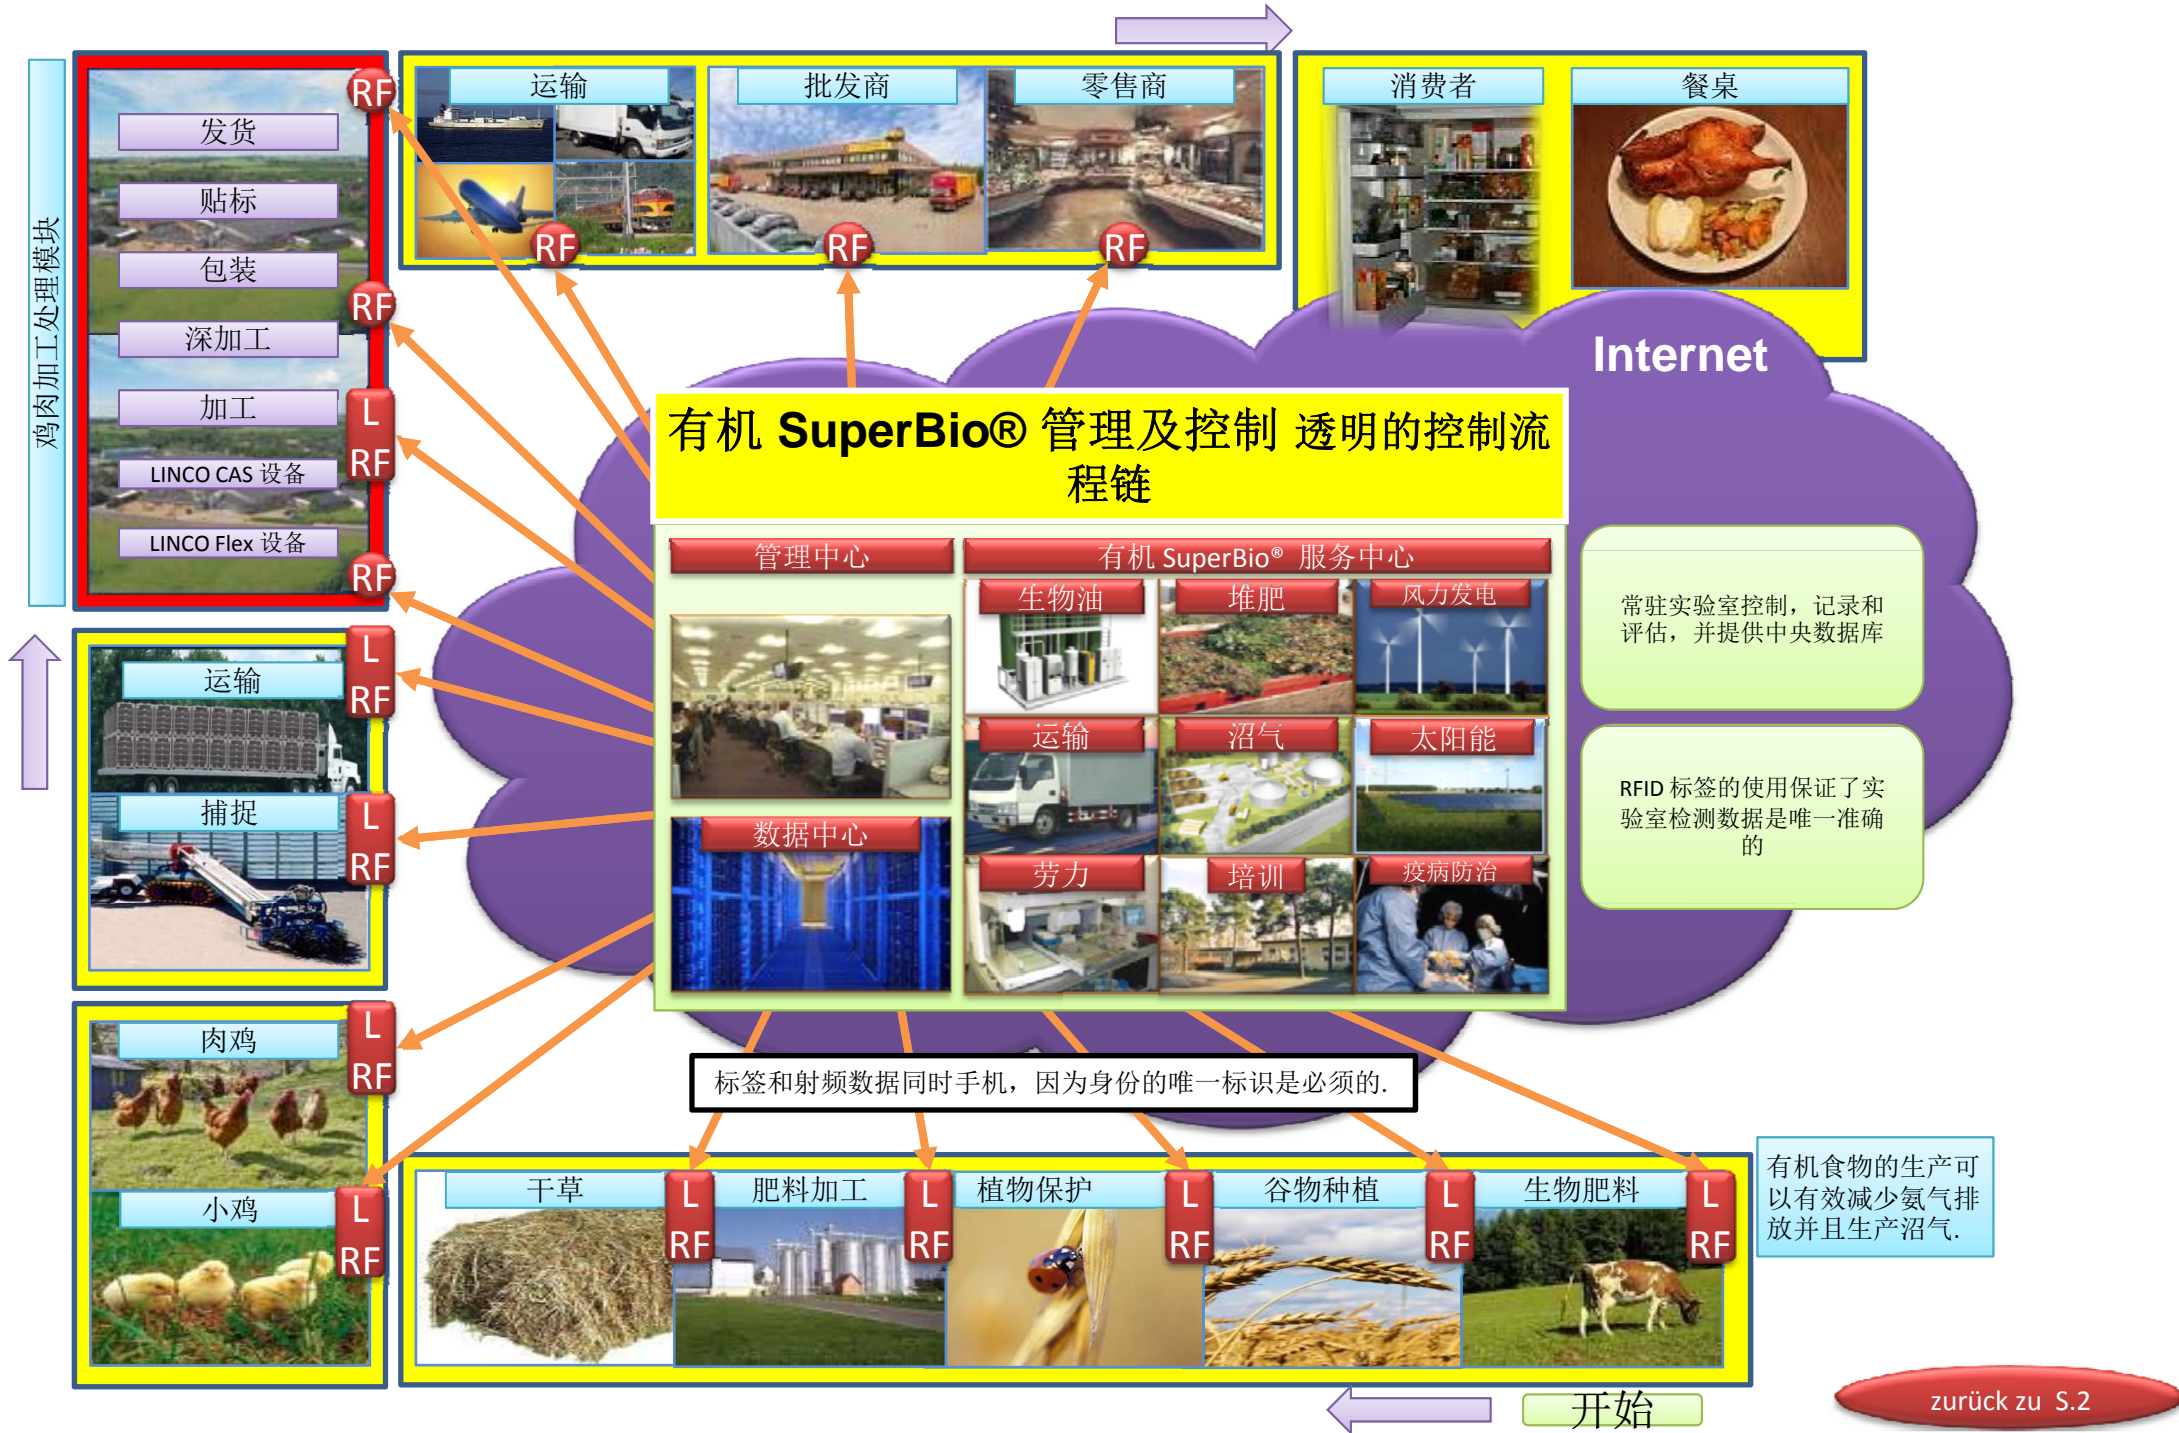 鸡肉加工处理模块
RF
发货
贴标
包装
RF
深加工
加工
L
RF
LINCO CAS 设备
LINCO Flex 设备
RF
运输
批发商
零售商
RF
RF
RF
消费者
餐桌
Internet
有机 SuperBio® 管理及控制 透明的控制流
程链
管理中心
有机 SuperBio® 服务中心
生物油
堆肥
风力发电
运输
沼气
太阳能
数据中心
劳力
培训
疫病防治
常驻实验室控制，记录和
评估，并提供中央数据库
RFID 标签的使用保证了实
验室检测数据是唯一准确
的
L
RF
运输
捕捉
L
RF
肉鸡
L
RF
小鸡
L
RF
标签和射频数据同时手机，因为身份的唯一标识是必须的.
干草
L
RF
肥料加工
L
RF
植物保护
L
RF
谷物种植
L
RF
生物肥料
L
RF
有机食物的生产可
以有效减少氨气排
放并且生产沼气.
开始
zurück zu S.2